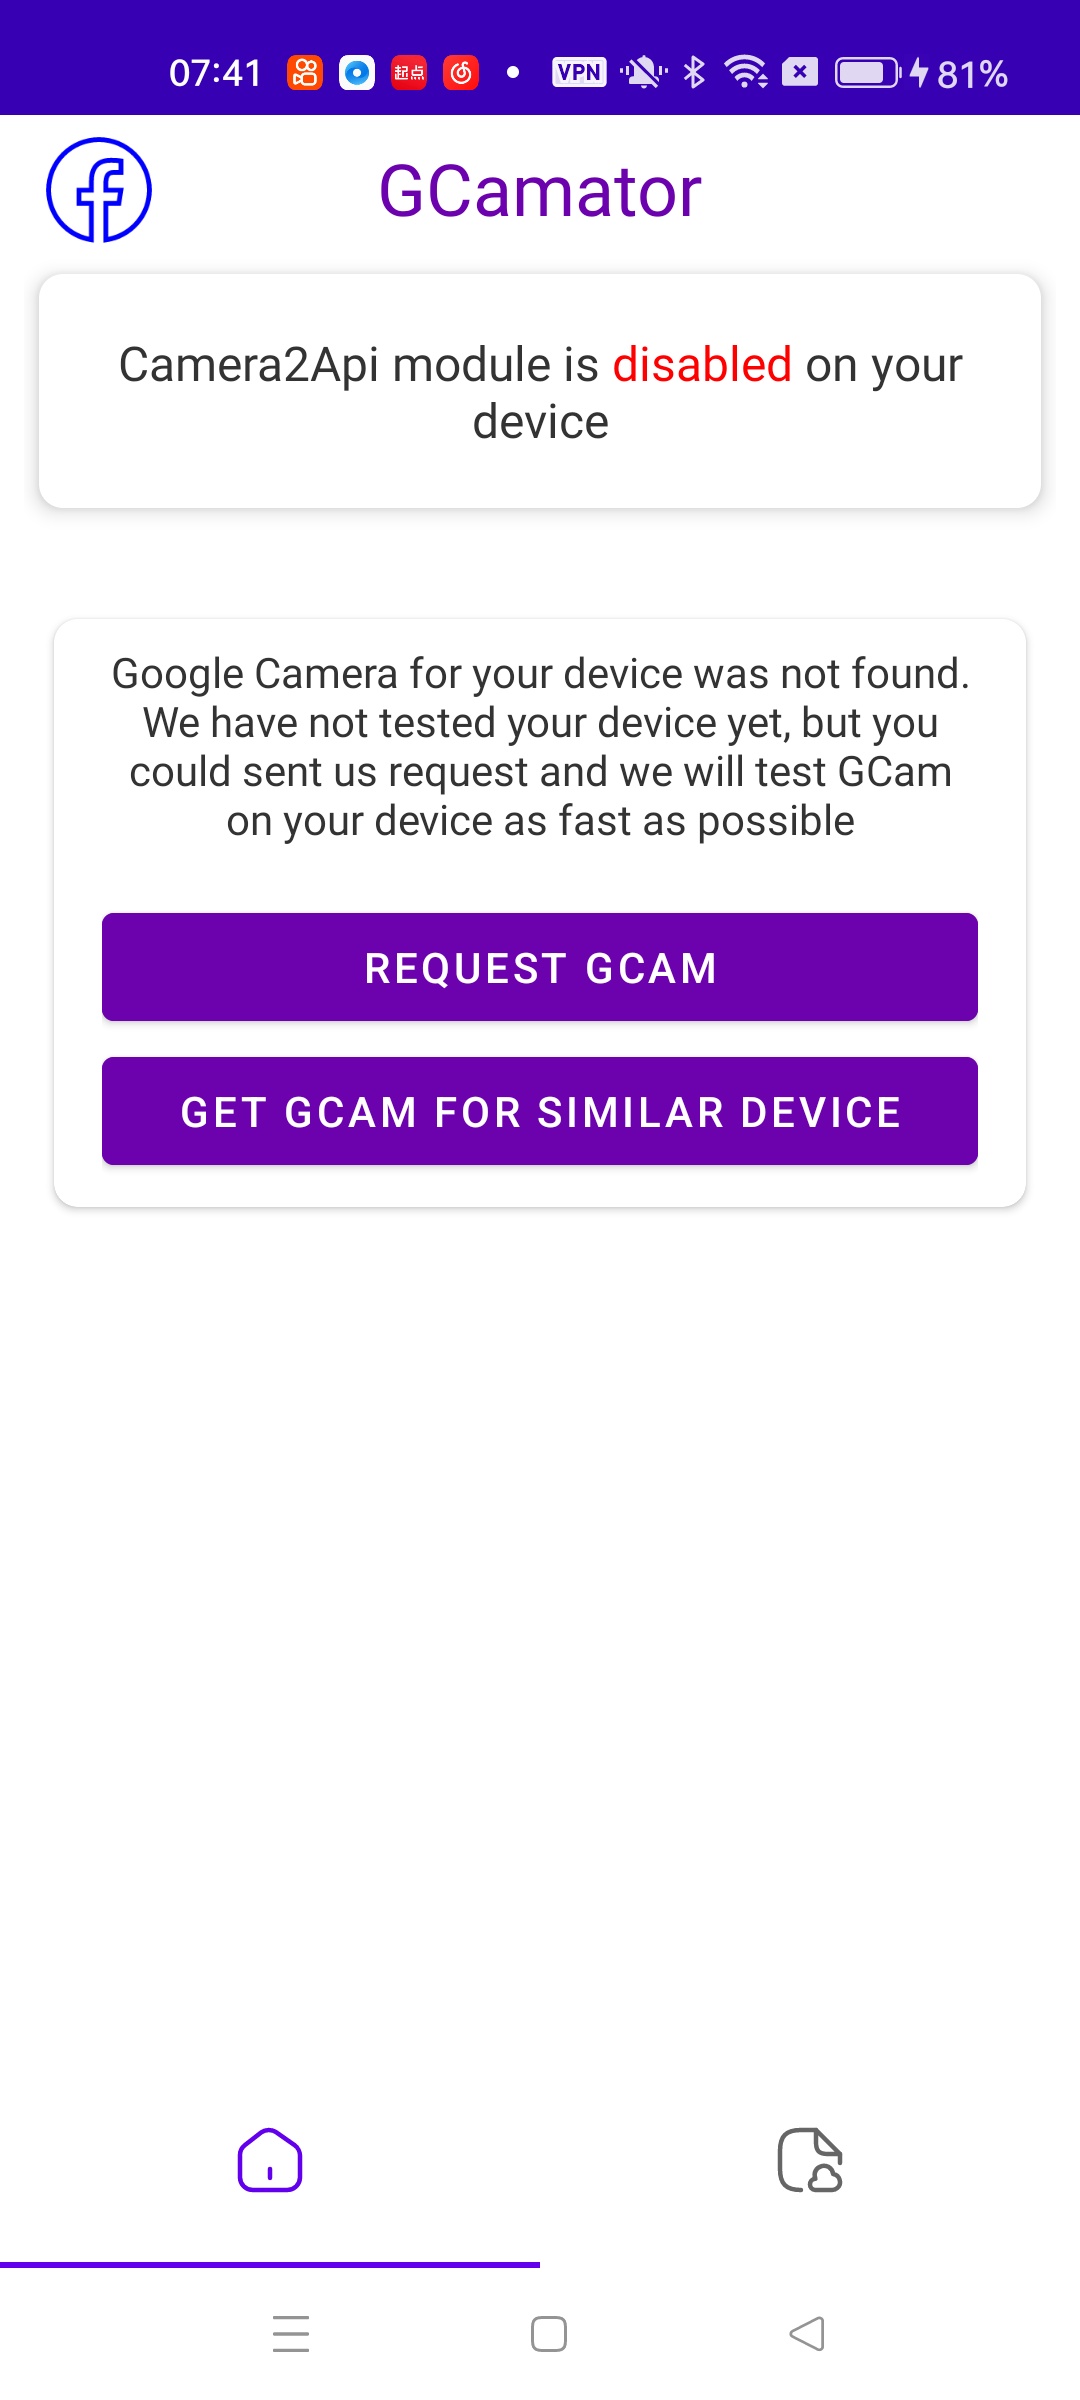 07:41 起点 VPN 81%
GCamator
Camera2Api module is disabled on your
device
Google Camera for your device was not found.
We have not tested your device yet, but you
could sent us request and we will test GCam
on your device as fast as possible
REQUEST GCAM
GET GCAM FOR SIMILAR DEVICE